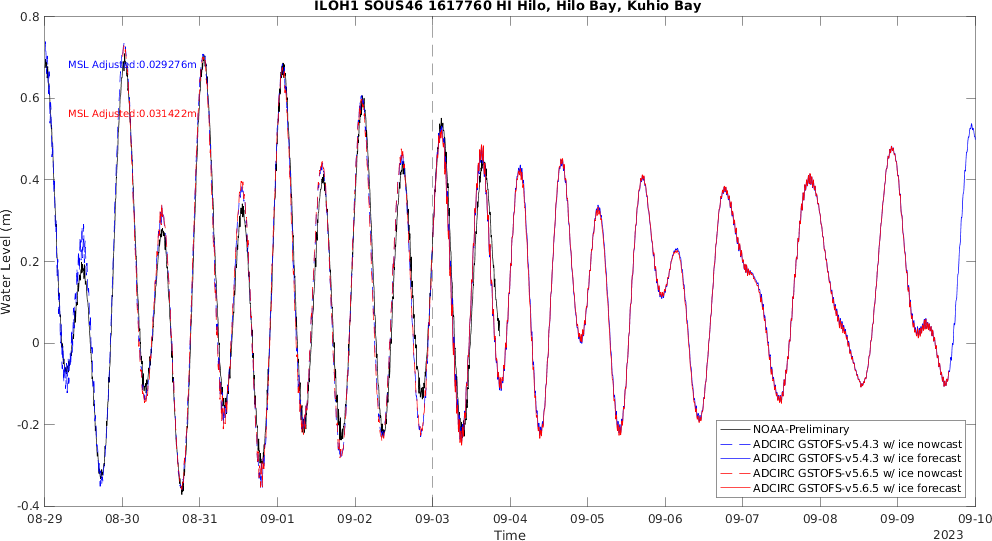 ILOH1 SOUS46 1617760 HI Hilo, Hilo Bay, Kuhio Bay
0.8
MSL Adjusted:0.029276m
0.6
MSL Adjusted:0.031422m
0.4
Water Level (m)
0.2
0
-0.2
NOAA-Preliminary
ADCIRC GSTOFS-v5.4.3 w/ ice nowcast
ADCIRC GSTOFS-v5.4.3 w/ ice forecast
ADCIRC GSTOFS-v5.6.5 w/ ice nowcast
ADCIRC GSTOFS-v5.6.5 w/ ice forecast
-0.4
08-29 08-30 08-31 09-01 09-02 09-03 09-04 09-05 09-06 09-07 09-08 09-09 09-10
Time 2023